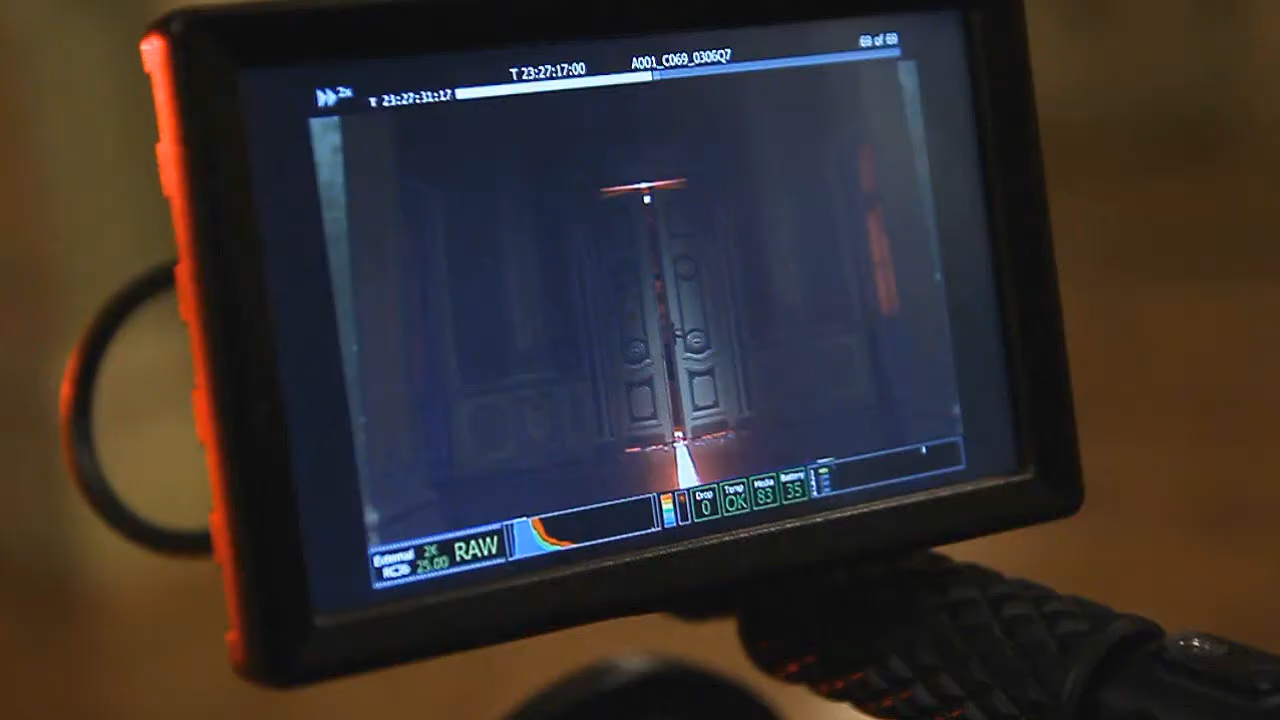 69 of 69
T 23:27:17:00 A001_C069_0306Q7
2x T 23:27:31:17
Drop Temp Media Battery
0 OK 83 35
External 2K RAW
RC36 25.00